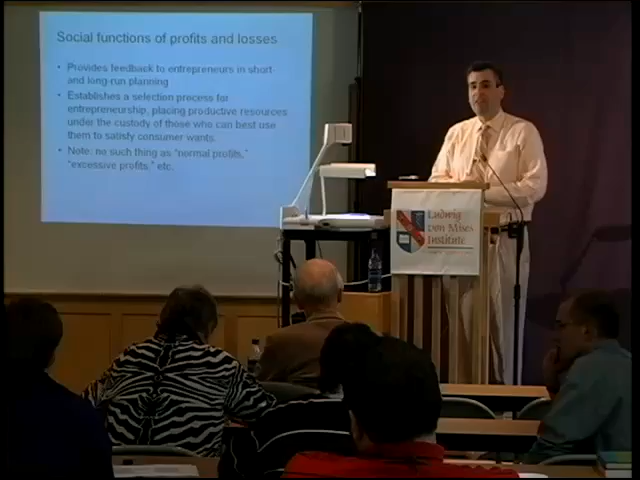 Social functions of profits and losses
• Provides feedback to entrepreneurs in short-
and long-run planning
• Establishes a selection process for
entrepreneurship, placing productive resources
under the custody of those who can best use
them to satisfy consumer wants.
• Note: no such thing as “normal profits,”
“excessive profits,” etc.
Ludwig
von Mises
Institute